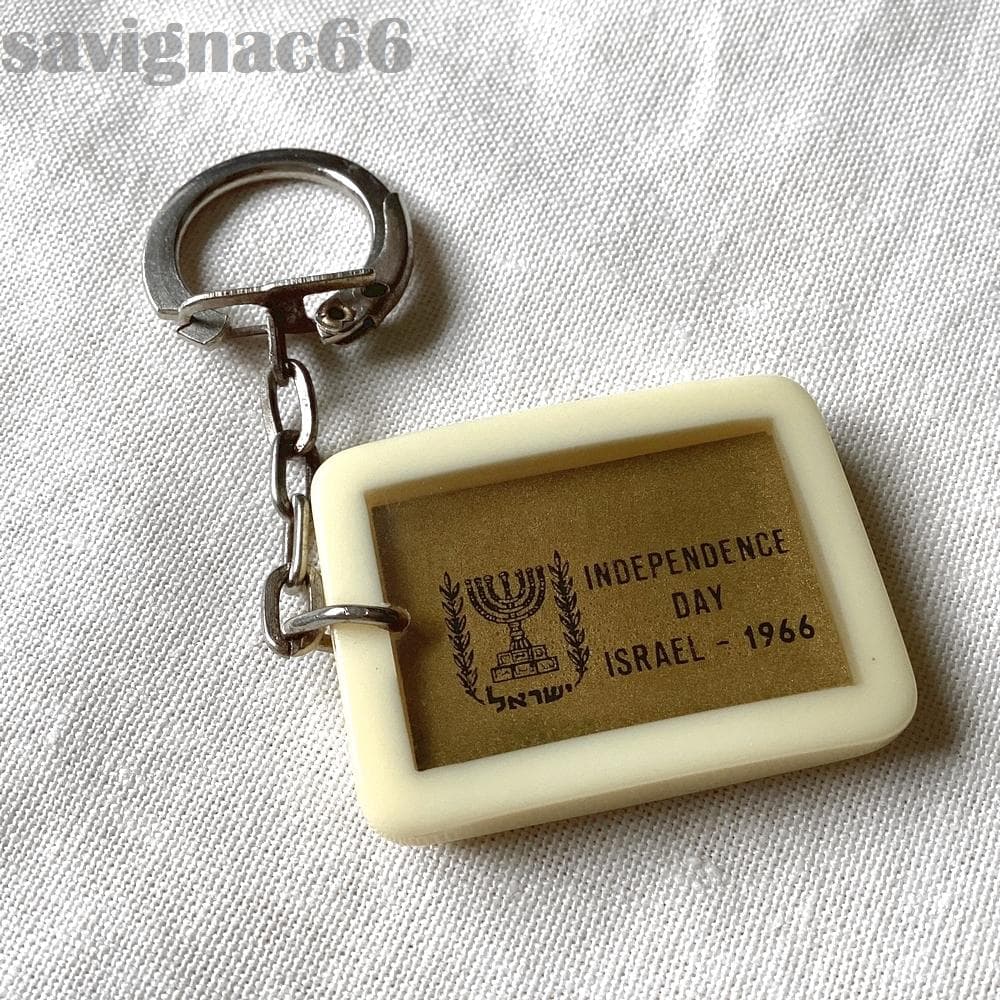 savignac66
INDEPENDENCE
DAY
ISRAEL - 1966
ישראל